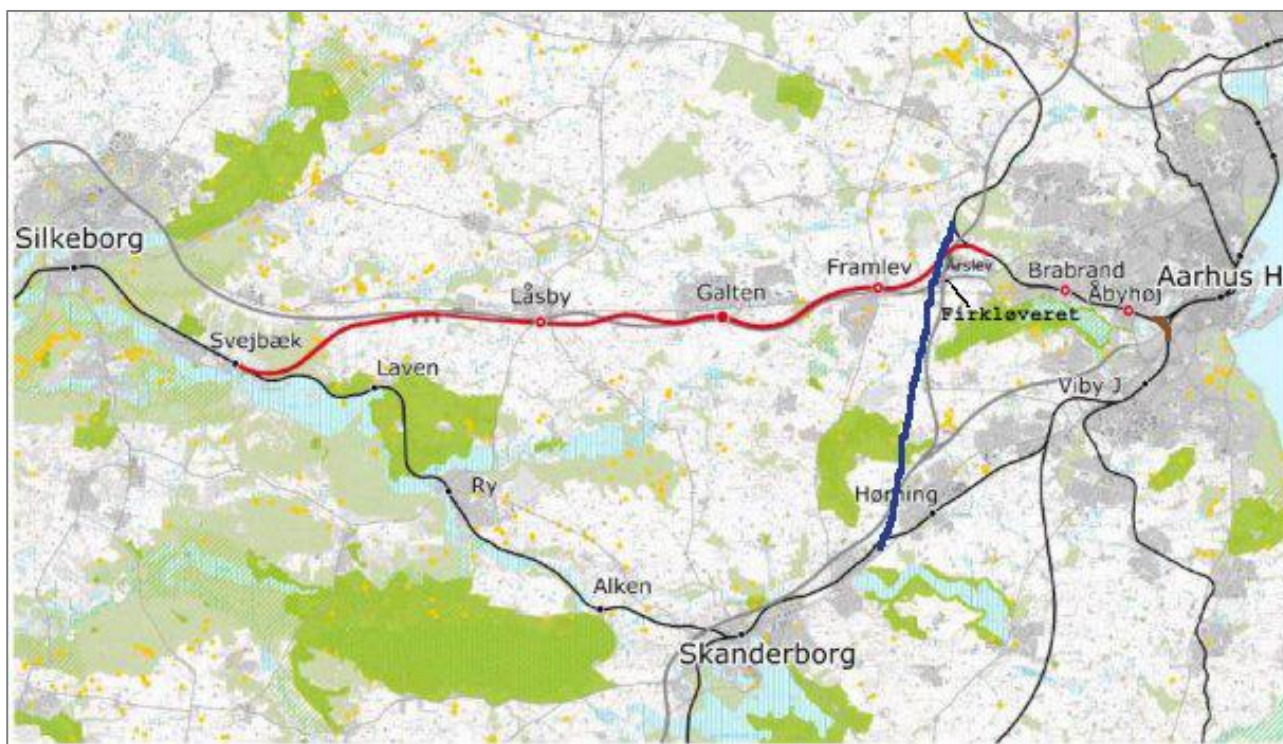 Silkeborg
Svejbæk
Låsby
Laven
Ry
Alken
Skanderborg
Galten
Framlev
Årslev
Firkløveret
Brabrand
Åbyhøj
Aarhus H
Viby J
Hørning